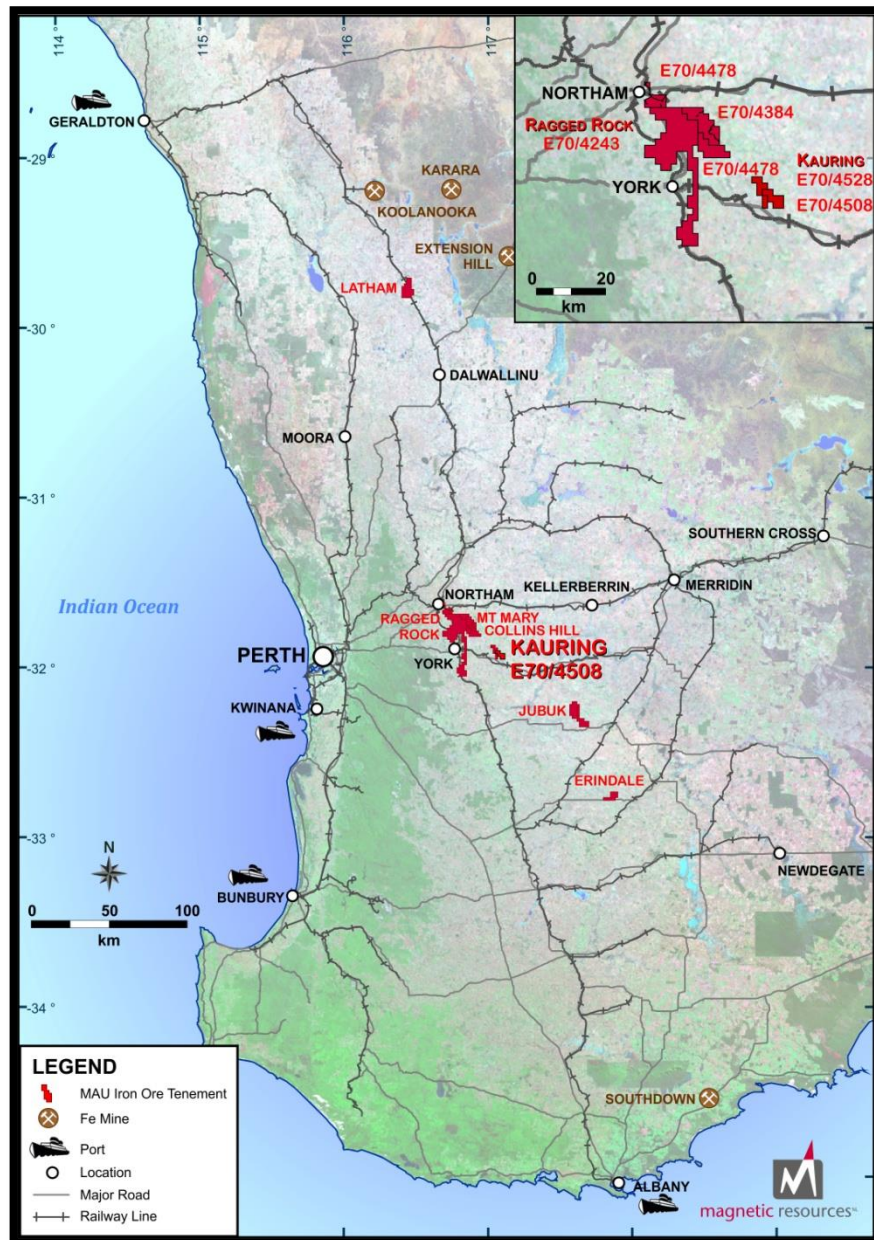 114°
115°
116°
117°
GERALDTON
-29°
KARARA
KOOLANOOKA
EXTENSION
HILL
LATHAM
-30°
DALWALLINU
MOORA
-31°
SOUTHERN CROSS
NORTHAM
KELLERBERRIN
MERRIDIN
Indian Ocean
RAGGED
ROCK
MT MARY
COLLINS HILL
PERTH
YORK
KAURING
E70/4508
-32°
KWINANA
JUBUK
ERINDALE
-33°
N
NEWDEGATE
BUNBURY
0 50 100
km
-34°
SOUTHDOWN
ALBANY
E70/4478
NORTHAM
E70/4384
RAGGED ROCK
E70/4243
E70/4478
KAURING
E70/4528
YORK
E70/4508
0 20
km
LEGEND
MAU Iron Ore Tenement
Fe Mine
Port
Location
Major Road
Railway Line
M
magnetic resources